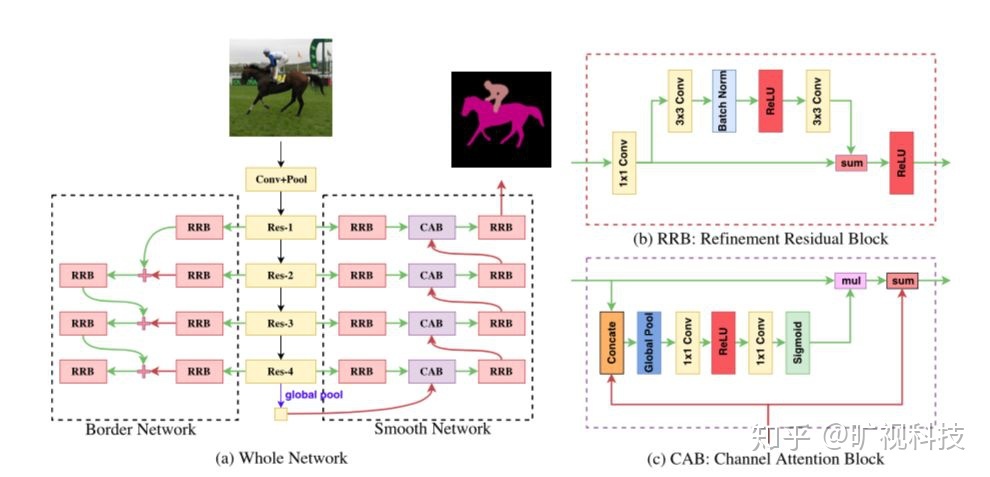 Conv+Pool
RRB Res-1 RRB CAB RRB
RRB RRB Res-2 RRB CAB RRB
RRB RRB Res-3 RRB CAB RRB
RRB RRB Res-4 RRB CAB RRB
global pool
Border Network
Smooth Network
(a) Whole Network
1x1 Conv
3x3 Conv
Batch Norm
ReLU
3x3 Conv
sum
ReLU
(b) RRB: Refinement Residual Block
Concate
Global Pool
1x1 Conv
ReLU
1x1 Conv
Sigmoid
mul
sum
(c) CAB: Channel Attention Block
知乎 @旷视科技